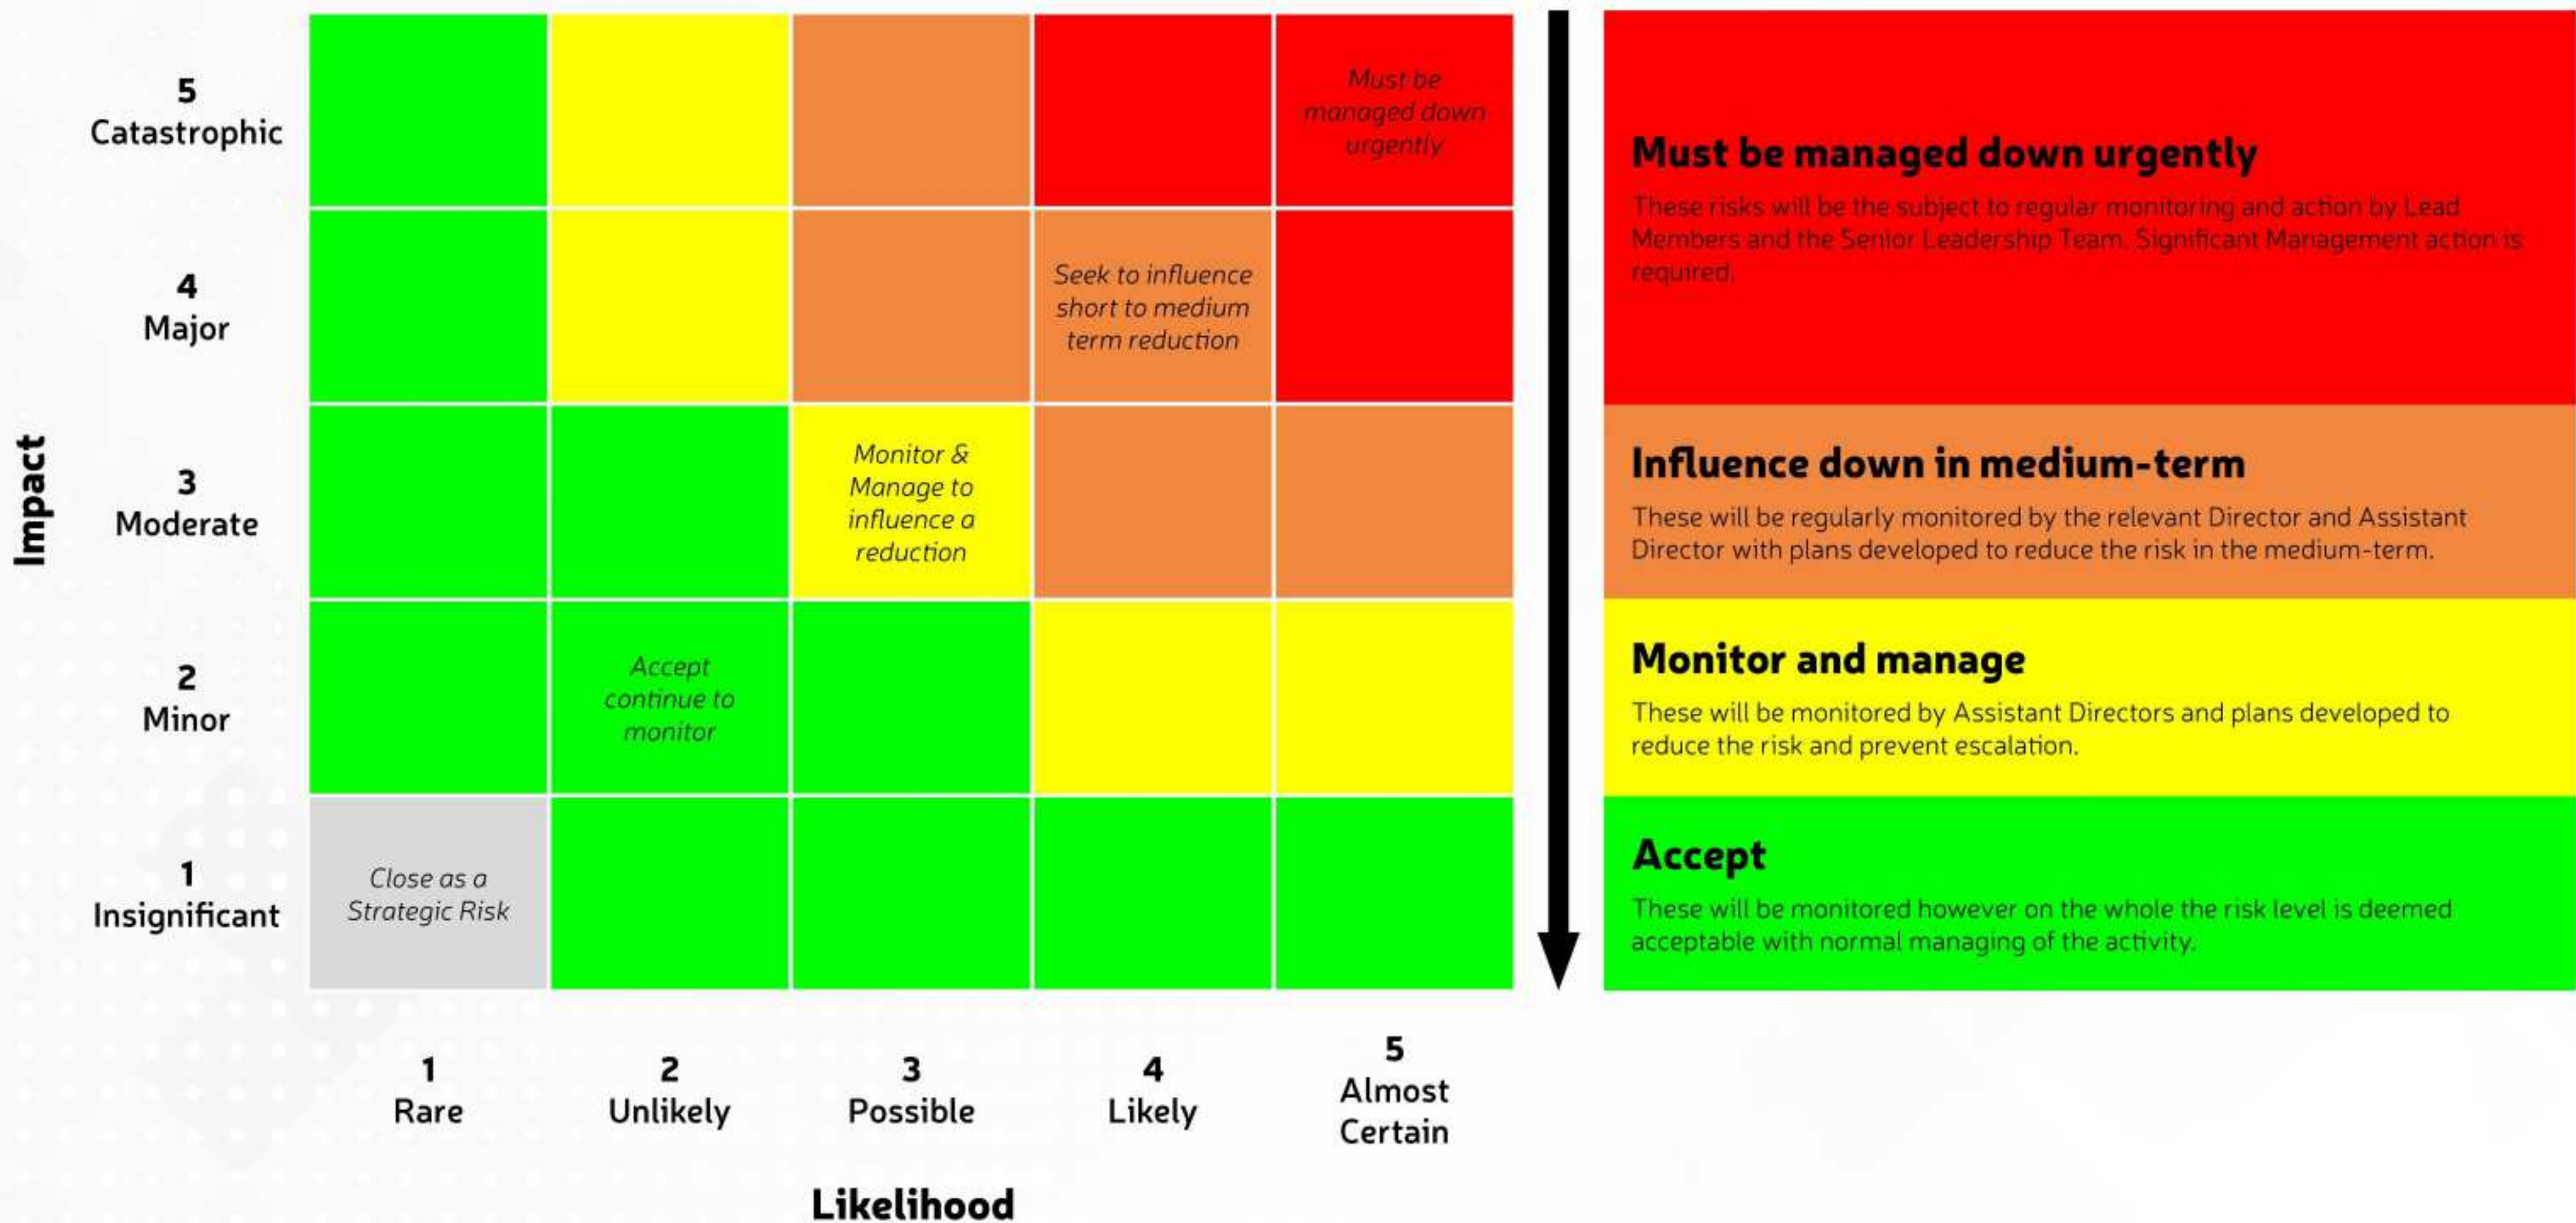 5
Catastrophic
Must be
managed down
urgently
4
Major
Seek to influence
short to medium
term reduction
Impact
3
Moderate
Monitor &
Manage to
influence a
reduction
2
Minor
Accept
continue to
monitor
1
Insignificant
Close as a
Strategic Risk
1
Rare
2
Unlikely
3
Possible
4
Likely
5
Almost
Certain
Likelihood
Must be managed down urgently
These risks will be the subject to regular monitoring and action by Lead
Members and the Senior Leadership Team. Significant Management action is
required.
Influence down in medium-term
These will be regularly monitored by the relevant Director and Assistant
Director with plans developed to reduce the risk in the medium-term.
Monitor and manage
These will be monitored by Assistant Directors and plans developed to
reduce the risk and prevent escalation.
Accept
These will be monitored however on the whole the risk level is deemed
acceptable with normal managing of the activity.